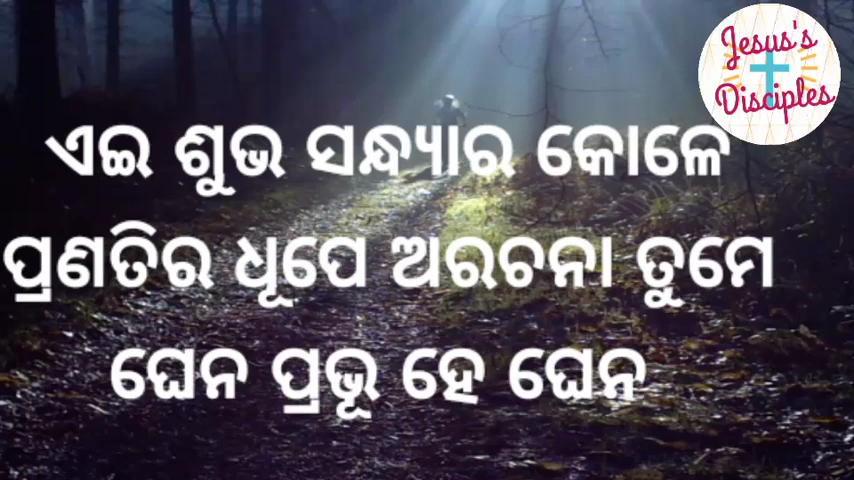 Jesus's
Disciples
ଏଇ ଶୁଭ ସନ୍ଧ୍ୟାର କୋଳେ
ପ୍ରଣତିର ଧୂପେ ଅରଚନା ତୁମେ
ଘେନ ପ୍ରଭୂ ହେ ଘେନ